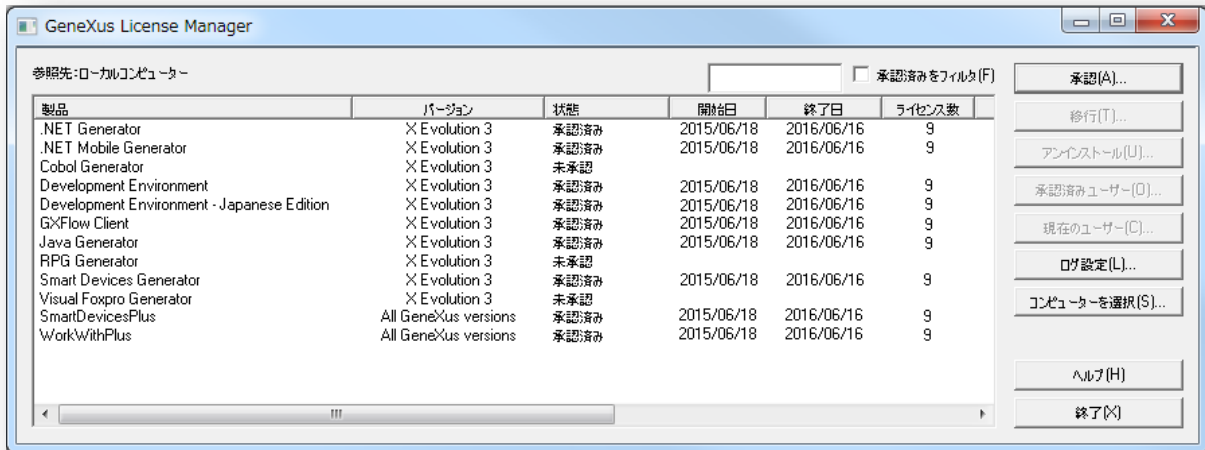 GeneXus License Manager
参照先:ローカルコンピューター
承認済みをフィルタ(F)
製品 バージョン 状態 開始日 終了日 ライセンス数
.NET Generator X Evolution 3 承認済み 2015/06/18 2016/06/16 9
.NET Mobile Generator X Evolution 3 承認済み 2015/06/18 2016/06/16 9
Cobol Generator X Evolution 3 未承認
Development Environment X Evolution 3 承認済み 2015/06/18 2016/06/16 9
Development Environment - Japanese Edition X Evolution 3 承認済み 2015/06/18 2016/06/16 9
GXFlow Client X Evolution 3 承認済み 2015/06/18 2016/06/16 9
Java Generator X Evolution 3 承認済み 2015/06/18 2016/06/16 9
RPG Generator X Evolution 3 未承認
Smart Devices Generator X Evolution 3 承認済み 2015/06/18 2016/06/16 9
Visual Foxpro Generator X Evolution 3 未承認
SmartDevicesPlus All GeneXus versions 承認済み 2015/06/18 2016/06/16 9
WorkWithPlus All GeneXus versions 承認済み 2015/06/18 2016/06/16 9
承認(A)...
移行(T)...
アンインストール(U)...
承認済みユーザー(O)...
現在のユーザー(C)...
ログ設定(L)...
コンピューターを選択(S)...
ヘルプ(H)
終了(X)